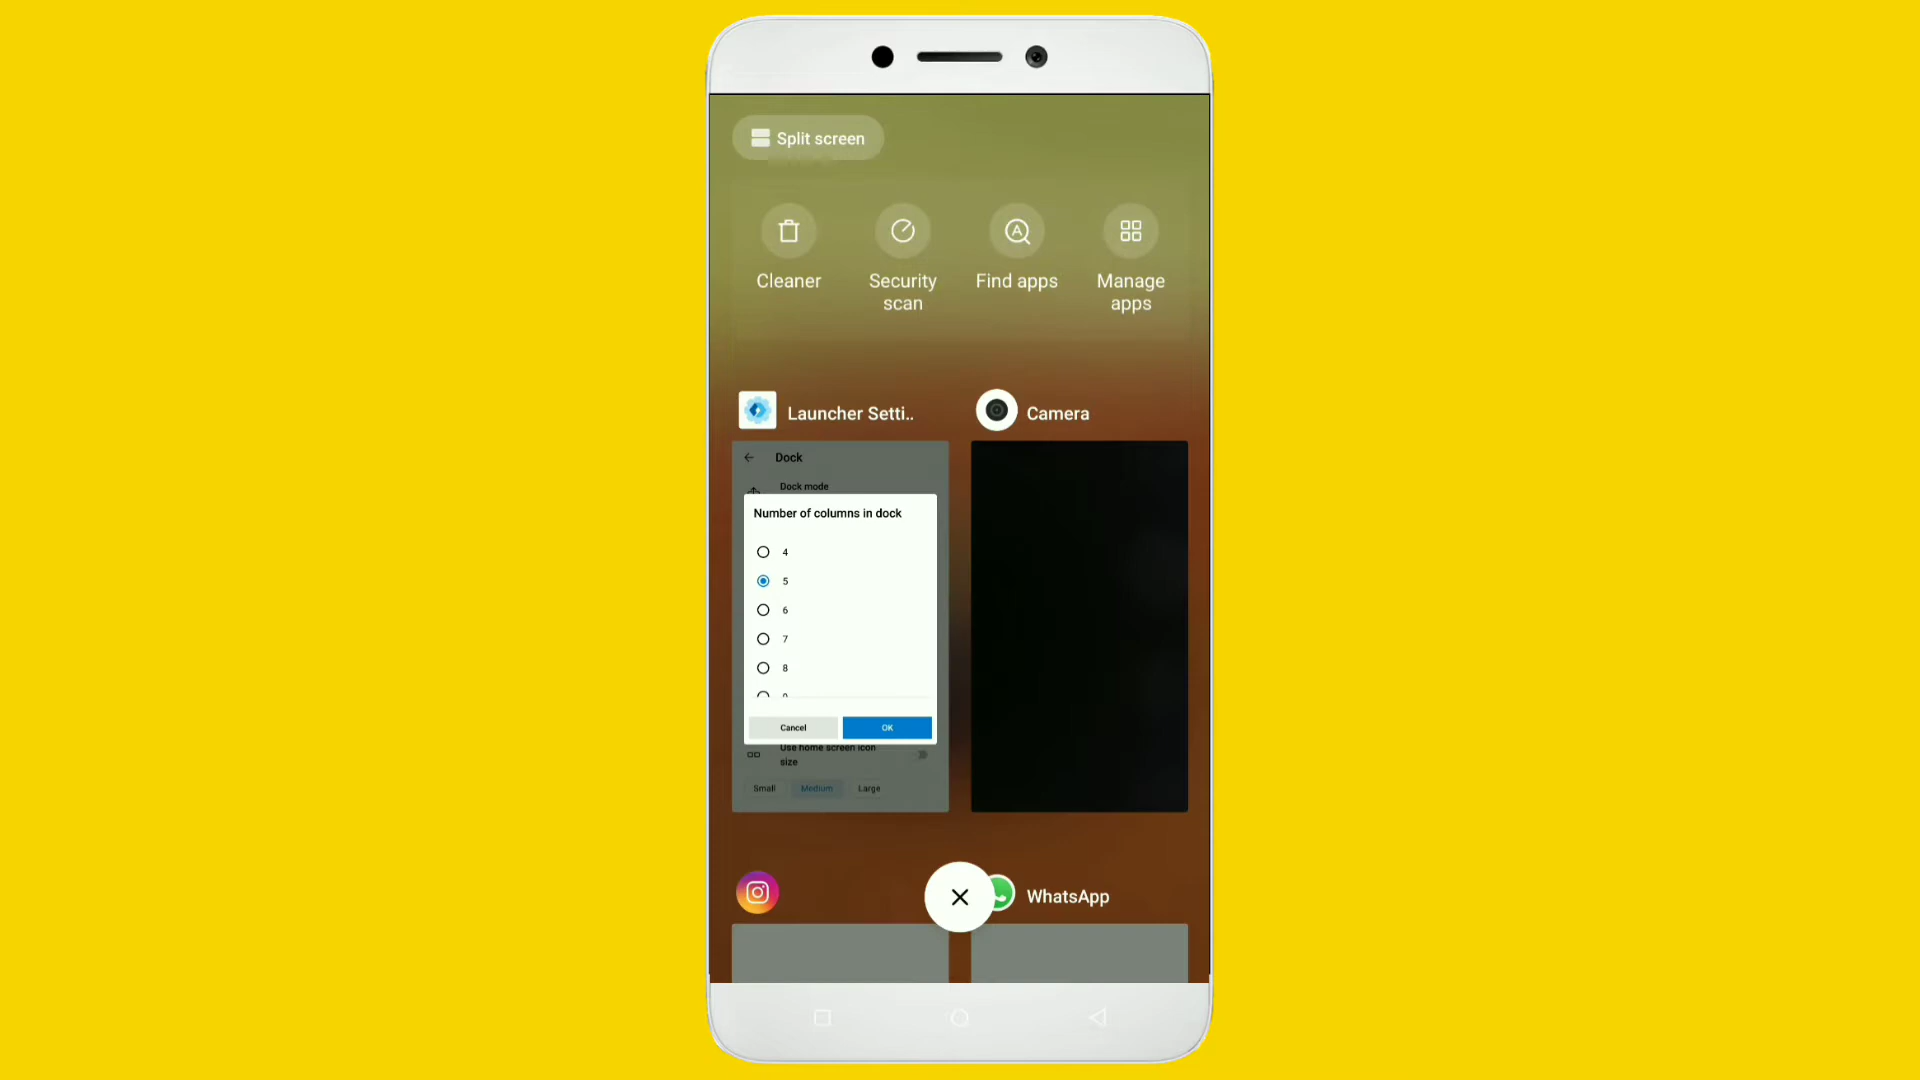 Split screen
Cleaner
Security
scan
Find apps
Manage
apps
Launcher Setti..
Camera
Dock
Dock mode
Number of columns in dock
4
5
6
7
8
Cancel
OK
Use home screen icon
size
Small
Medium
Large
WhatsApp